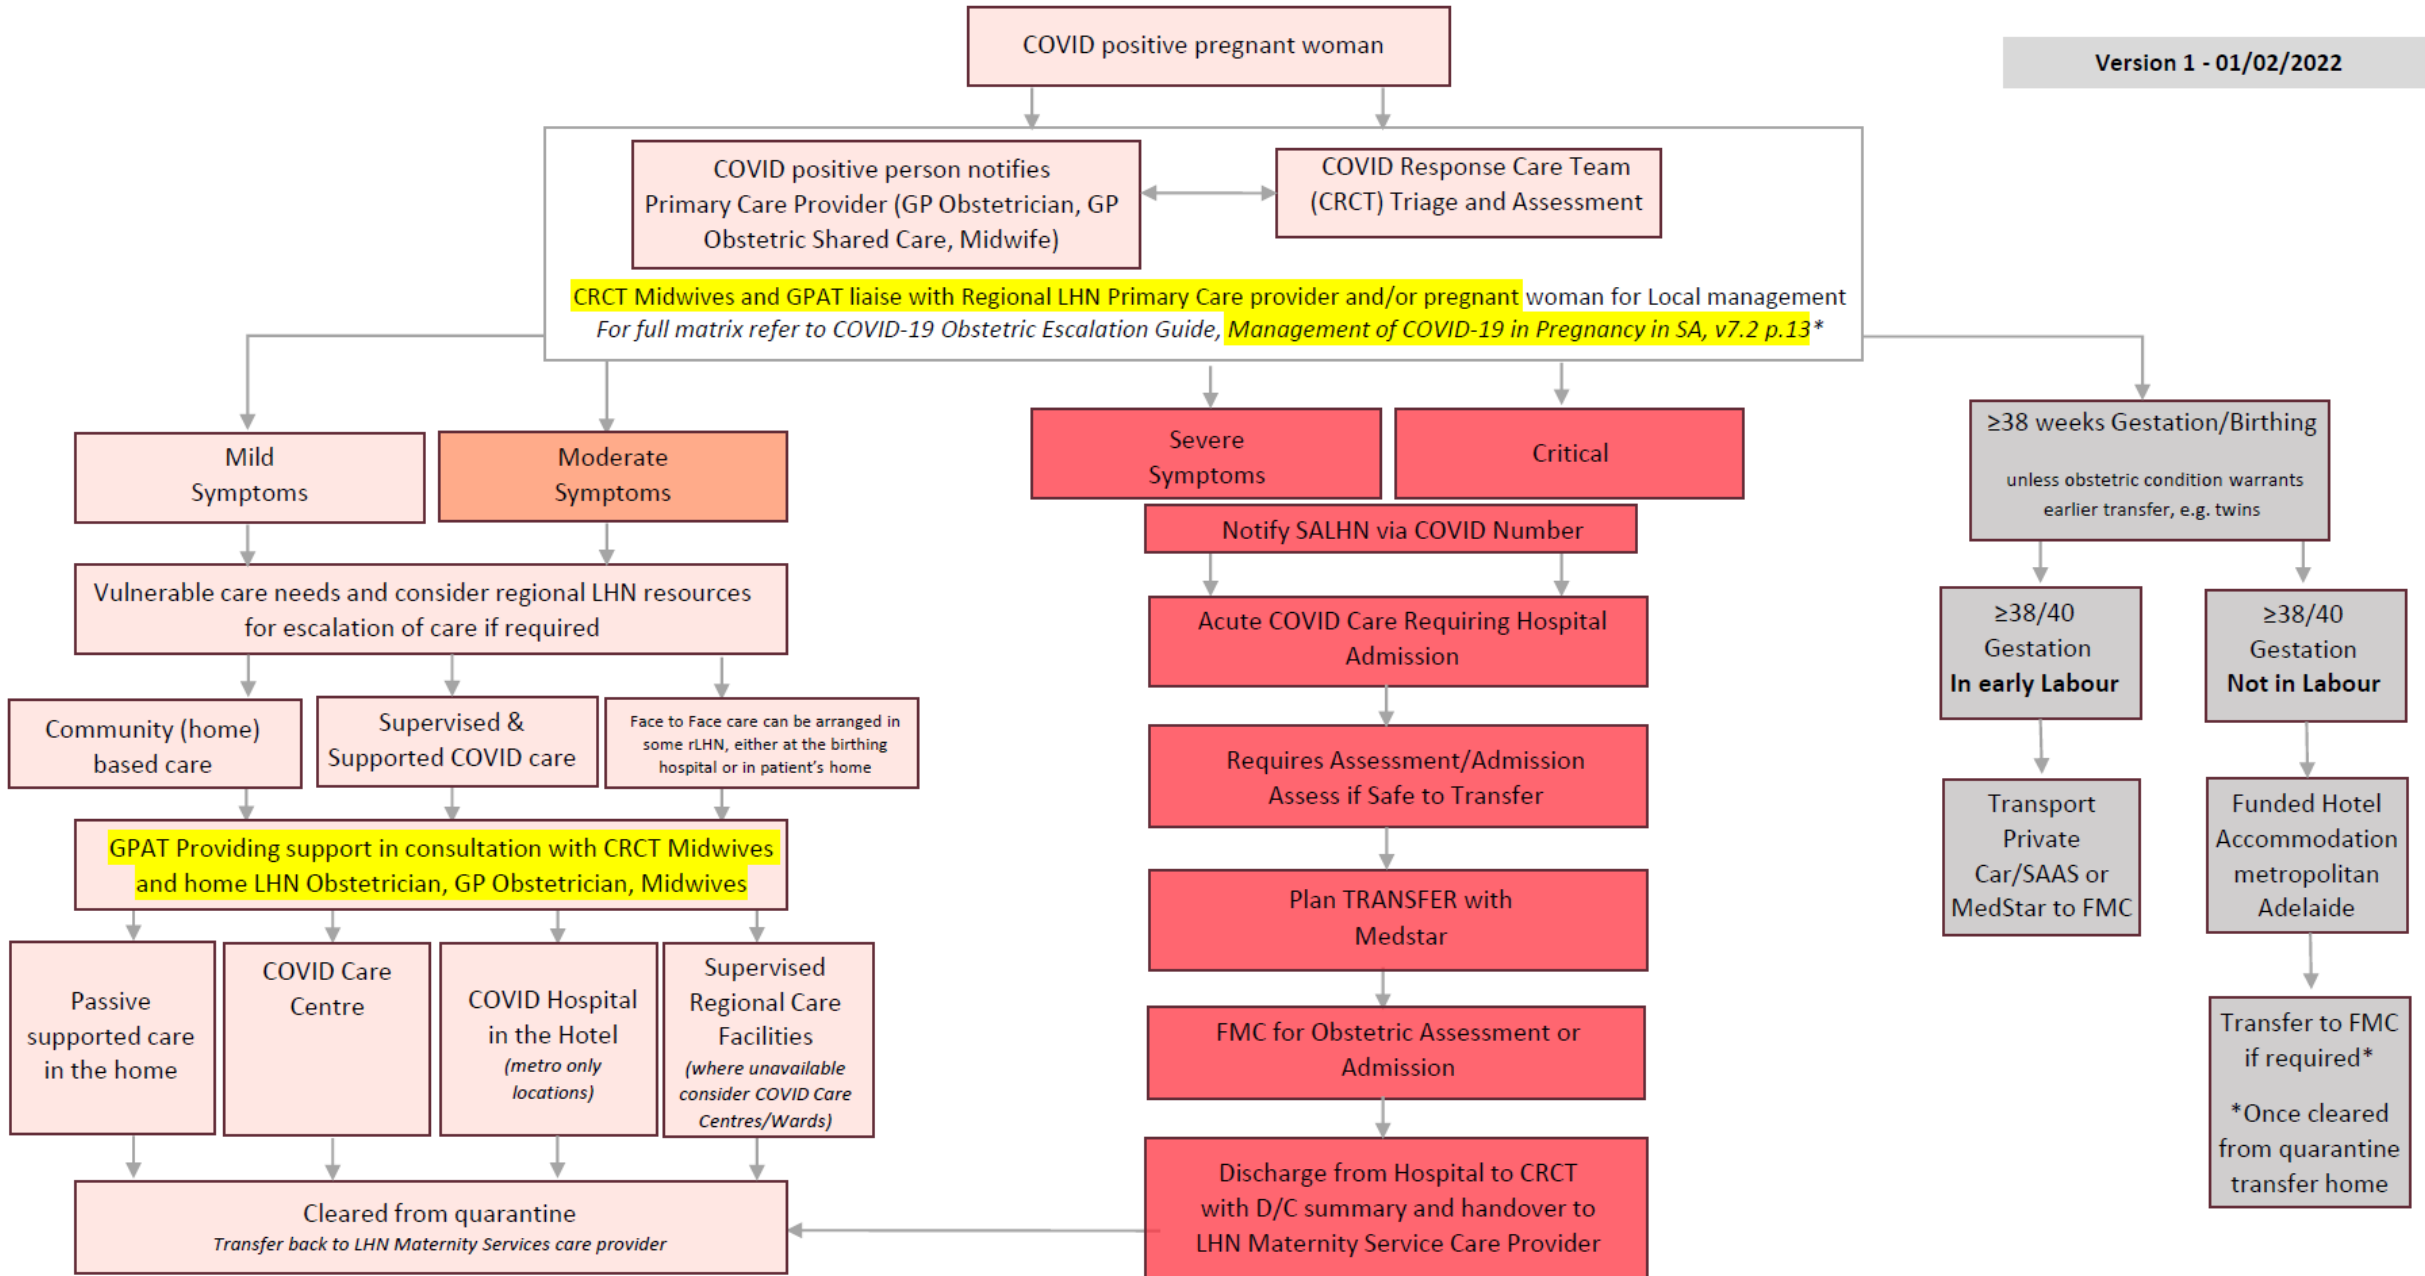 COVID positive pregnant woman
Version 1 - 01/02/2022
COVID positive person notifies
Primary Care Provider (GP Obstetrician, GP
Obstetric Shared Care, Midwife)
COVID Response Care Team
(CRCT) Triage and Assessment
CRCT Midwives and GPAT liaise with Regional LHN Primary Care provider and/or pregnant woman for Local management
For full matrix refer to COVID-19 Obstetric Escalation Guide, Management of COVID-19 in Pregnancy in SA, v7.2 p.13*
Mild
Symptoms
Moderate
Symptoms
Vulnerable care needs and consider regional LHN resources
for escalation of care if required
Community (home)
based care
Supervised &
Supported COVID care
Face to Face care can be arranged in
some rLHN, either at the birthing
hospital or in patient's home
GPAT Providing support in consultation with CRCT Midwives
and home LHN Obstetrician, GP Obstetrician, Midwives
Passive
supported care
in the home
COVID Care
Centre
COVID Hospital
in the Hotel
(metro only
locations)
Supervised
Regional Care
Facilities
(where unavailable
consider COVID Care
Centres/Wards)
Cleared from quarantine
Transfer back to LHN Maternity Services care provider
Severe
Symptoms
Critical
Notify SALHN via COVID Number
Acute COVID Care Requiring Hospital
Admission
Requires Assessment/Admission
Assess if Safe to Transfer
Plan TRANSFER with
Medstar
FMC for Obstetric Assessment or
Admission
Discharge from Hospital to CRCT
with D/C summary and handover to
LHN Maternity Service Care Provider
≥38 weeks Gestation/Birthing
unless obstetric condition warrants
earlier transfer, e.g. twins
≥38/40
Gestation
In early Labour
Transport
Private
Car/SAAS or
MedStar to FMC
≥38/40
Gestation
Not in Labour
Funded Hotel
Accommodation
metropolitan
Adelaide
Transfer to FMC
if required*
*Once cleared
from quarantine
transfer home